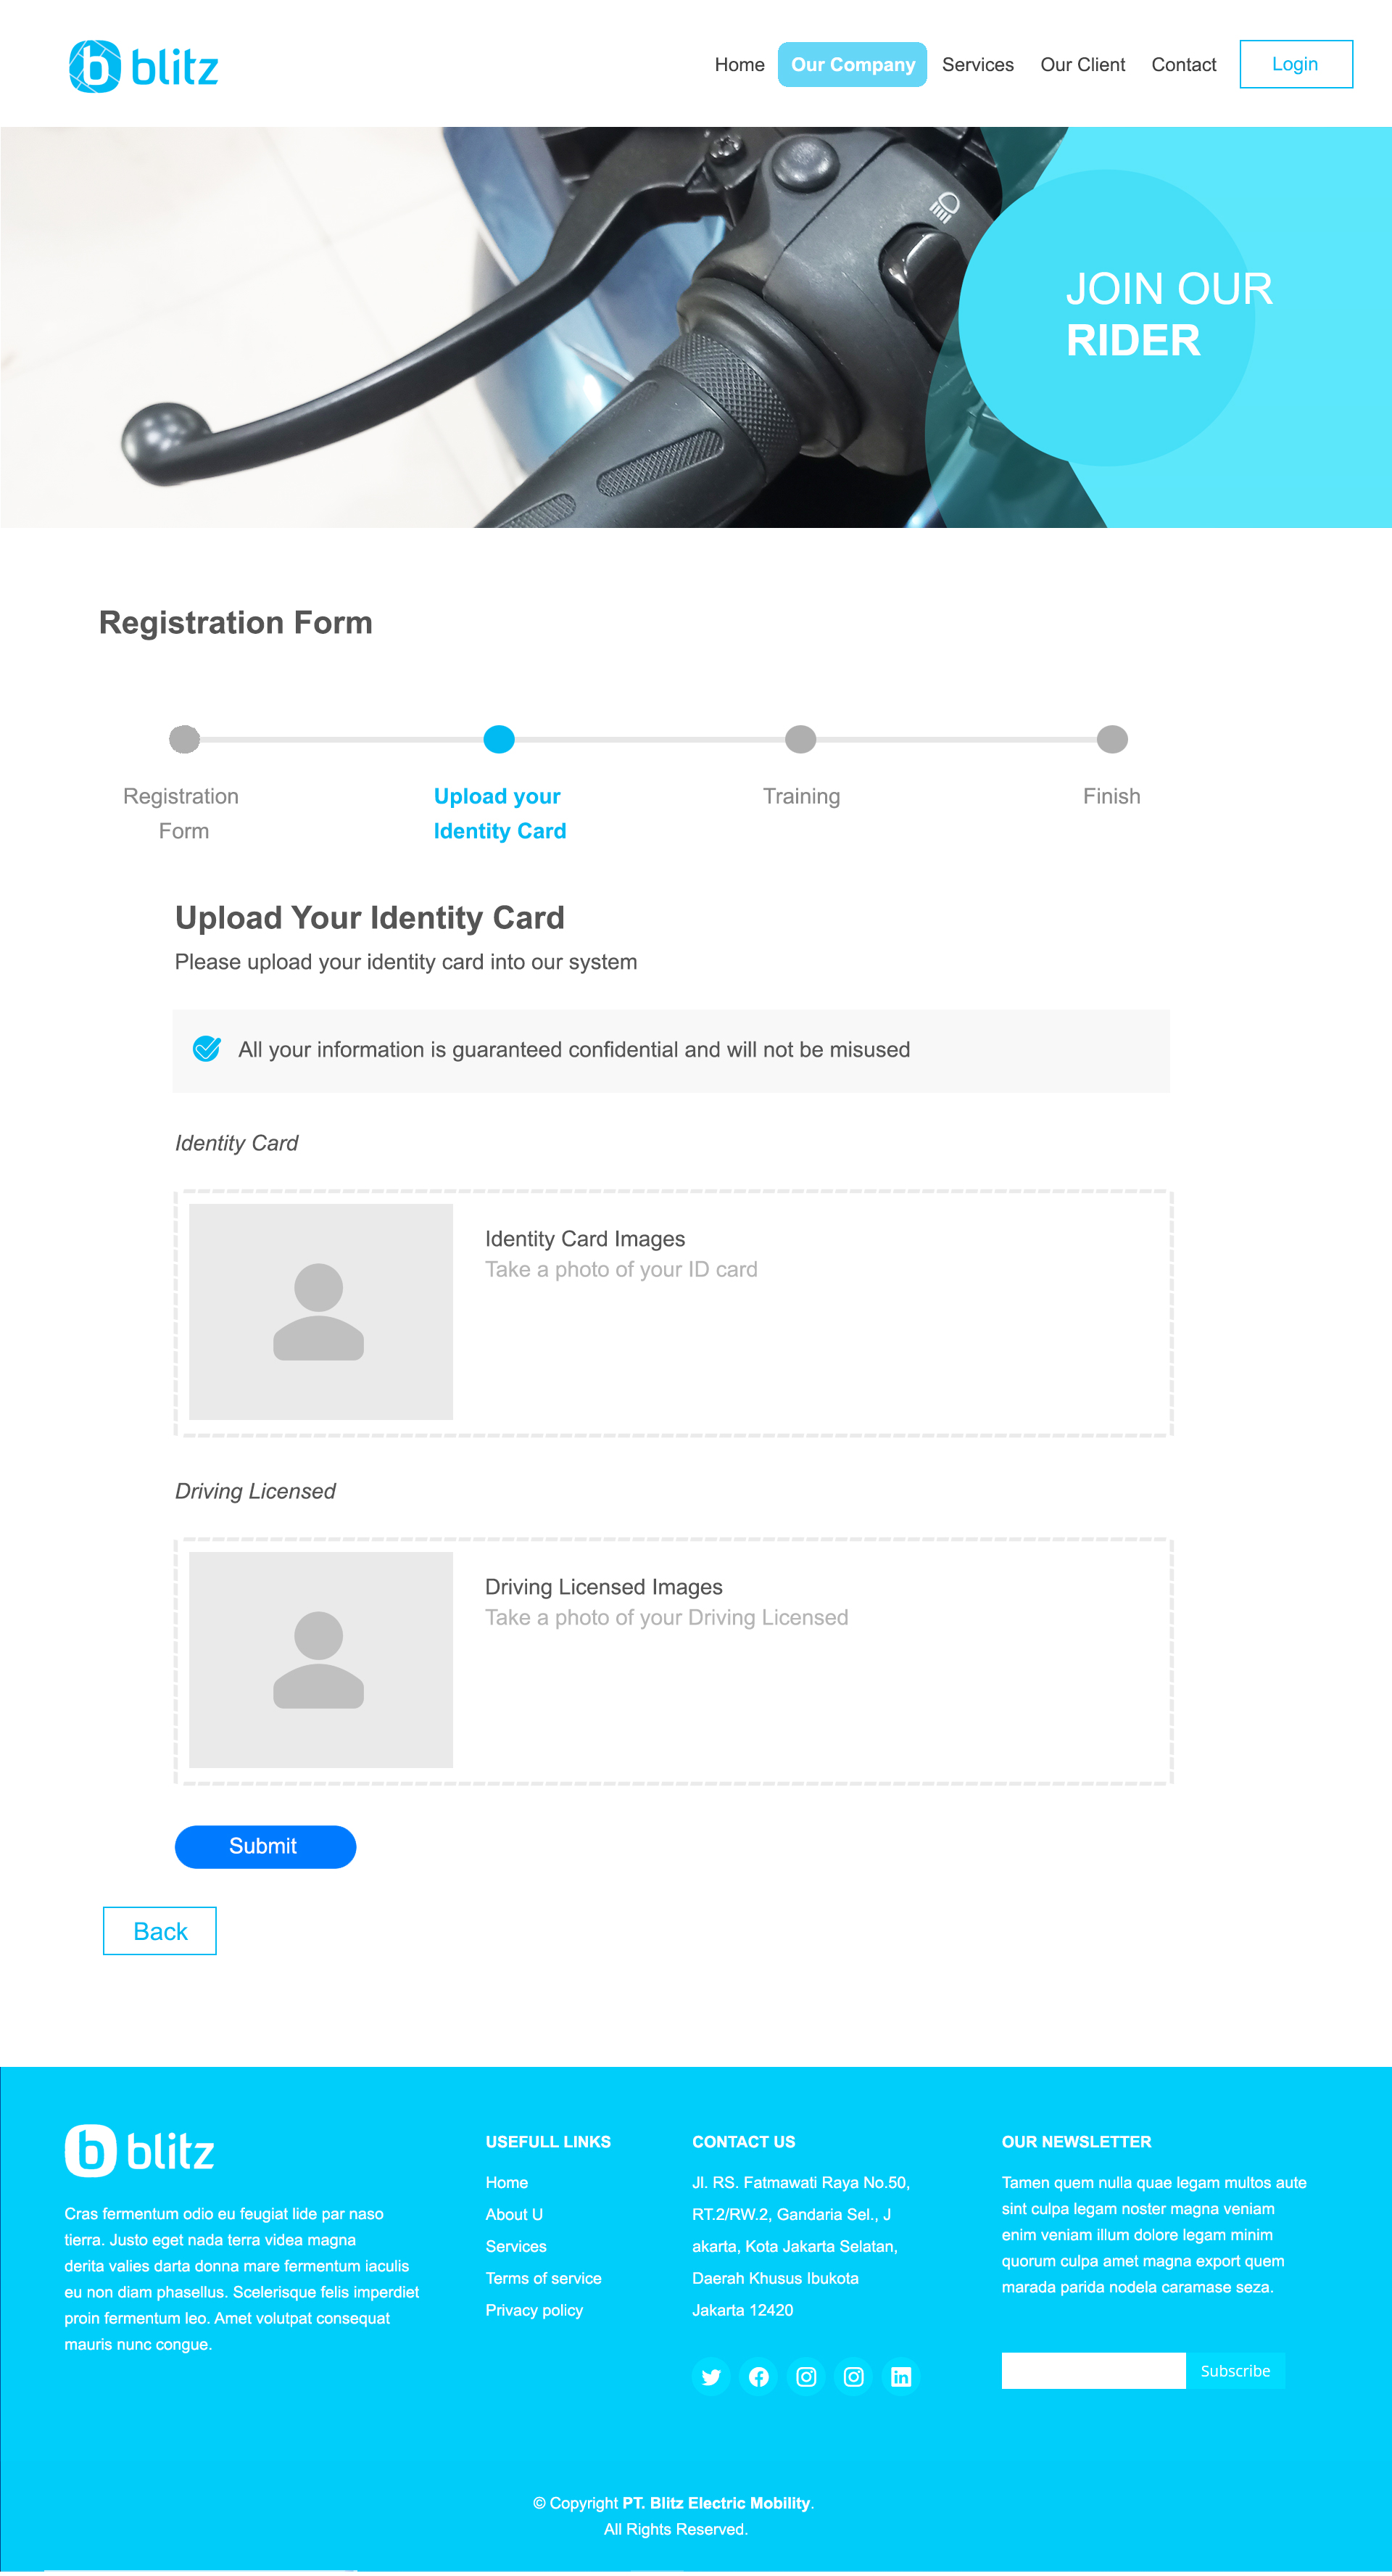 blitz
Home Our Company Services Our Client Contact Login
JOIN OUR
RIDER
Registration Form
Registration
Form
Upload your
Identity Card
Training
Finish
Upload Your Identity Card
Please upload your identity card into our system
All your information is guaranteed confidential and will not be misused
Identity Card
Identity Card Images
Take a photo of your ID card
Driving Licensed
Driving Licensed Images
Take a photo of your Driving Licensed
Submit
Back
blitz
Cras fermentum odio eu feugiat lide par naso
tierra. Justo eget nada terra videa magna
derita valies darta donna mare fermentum iaculis
eu non diam phasellus. Scelerisque felis imperdiet
proin fermentum leo. Amet volutpat consequat
mauris nunc congue.
USEFULL LINKS
Home
About U
Services
Terms of service
Privacy policy
CONTACT US
Jl. RS. Fatmawati Raya No.50,
RT.2/RW.2, Gandaria Sel., J
akarta, Kota Jakarta Selatan,
Daerah Khusus Ibukota
Jakarta 12420
OUR NEWSLETTER
Tamen quem nulla quae legam multos aute
sint culpa legam noster magna veniam
enim veniam illum dolore legam minim
quorum culpa amet magna export quem
marada parida nodela caramase seza.
Subscribe
© Copyright PT. Blitz Electric Mobility.
All Rights Reserved.